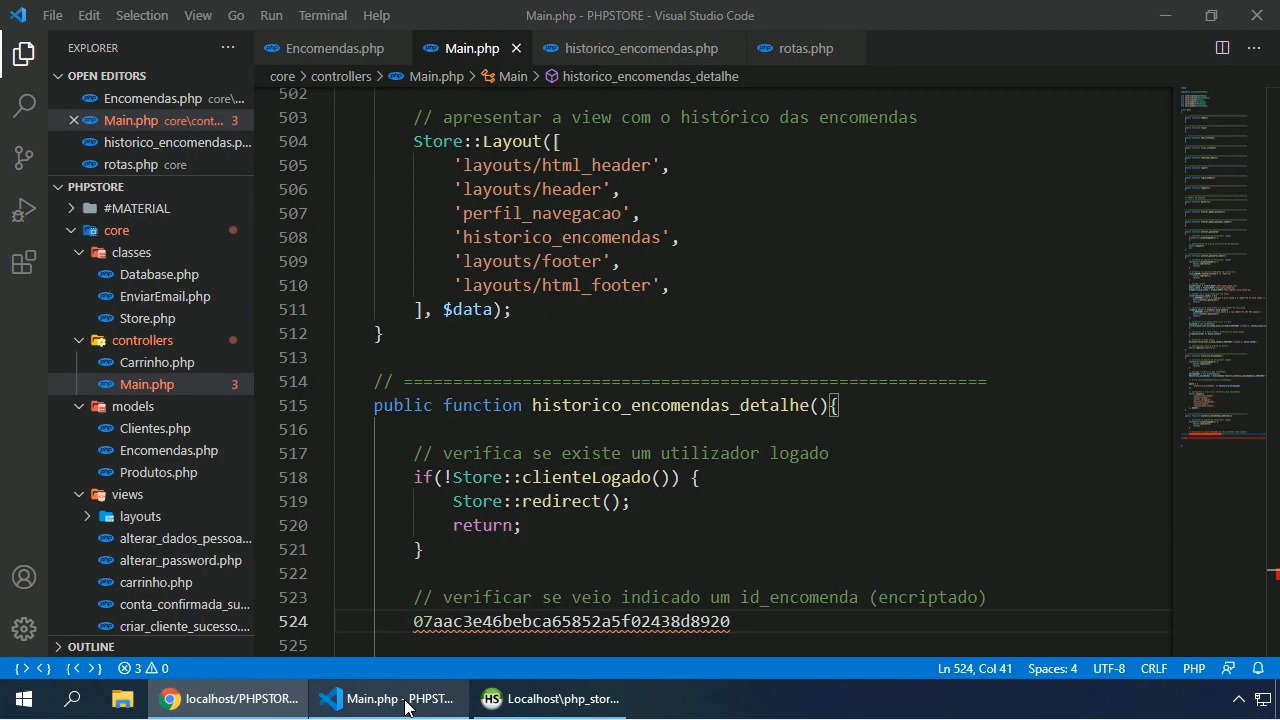 File Edit Selection View Go Run Terminal Help
Main.php - PHPSTORE - Visual Studio Code
EXPLORER
OPEN EDITORS
Encomendas.php core\...
Main.php core\cont... 3
historico_encomendas.p...
rotas.php core
PHPSTORE
#MATERIAL
core
classes
Database.php
EnviarEmail.php
Store.php
controllers
Carrinho.php
Main.php 3
models
Clientes.php
Encomendas.php
Produtos.php
views
layouts
alterar_dados_pessoa...
alterar_password.php
carrinho.php
conta_confirmada_su...
criar_cliente_sucesso....
OUTLINE
Encomendas.php Main.php historico_encomendas.php rotas.php
core > controllers > Main.php > Main > historico_encomendas_detalhe
502
503 // apresentar a view com o histórico das encomendas
504 Store::Layout([
505 'layouts/html_header',
506 'layouts/header',
507 'perfil_navegacao',
508 'historico_encomendas',
509 'layouts/footer',
510 'layouts/html_footer',
511 ], $data);
512 }
513
514 // ===========================================================
515 public function historico_encomendas_detalhe(){
516
517 // verifica se existe um utilizador logado
518 if(!Store::clienteLogado()) {
519 Store::redirect();
520 return;
521 }
522
523 // verificar se veio indicado um id_encomenda (encriptado)
524 07aac3e46bebca65852a5f02438d8920
525
3 0
Ln 524, Col 41 Spaces: 4 UTF-8 CRLF PHP
localhost/PHPSTOR... Main.php - PHPST... HS Localhost\php_stor...